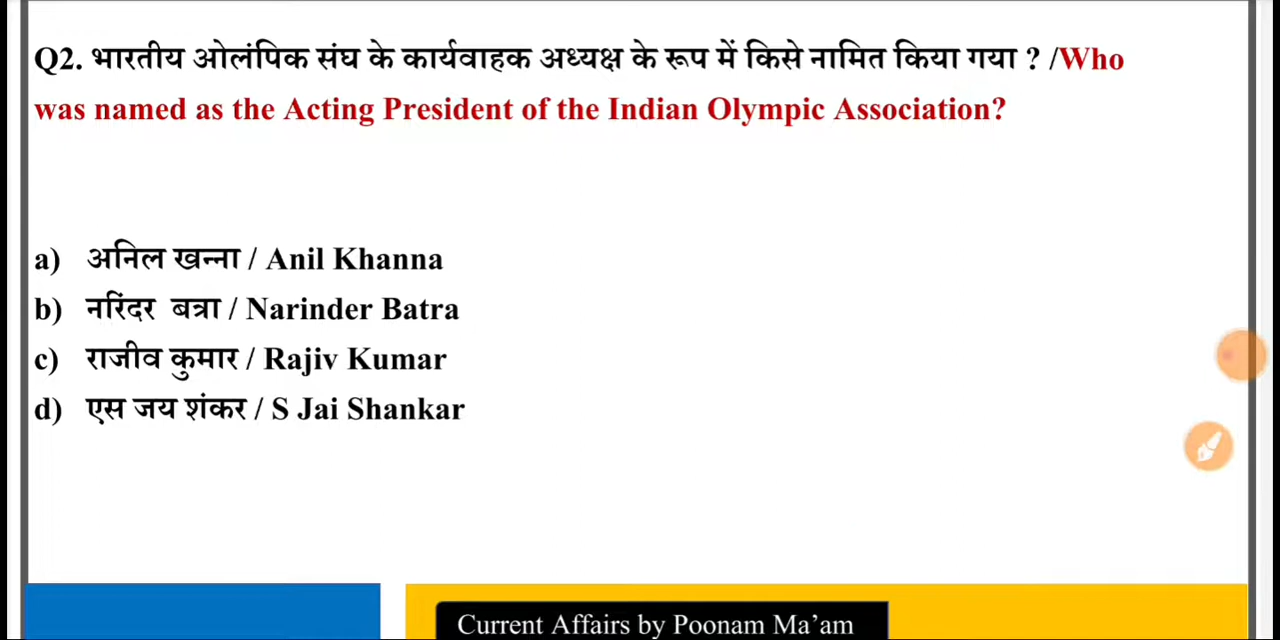 Q2. भारतीय ओलंपिक संघ के कार्यवाहक अध्यक्ष के रूप में किसे नामित किया गया ? /Who
was named as the Acting President of the Indian Olympic Association?
a) अनिल खन्ना / Anil Khanna
b) नरिंदर बत्रा / Narinder Batra
c) राजीव कुमार / Rajiv Kumar
d) एस जय शंकर / S Jai Shankar
Current Affairs by Poonam Ma’am